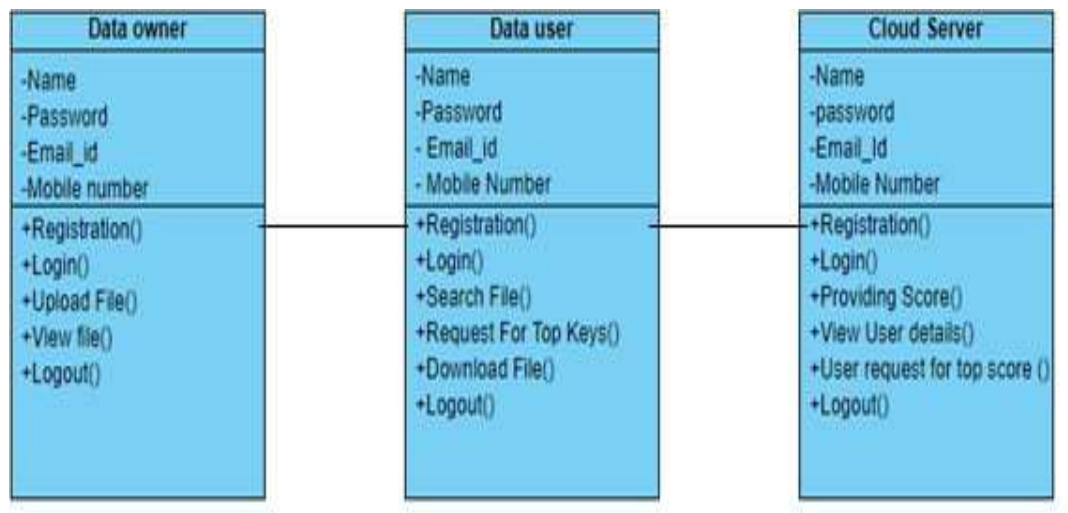 Data owner
-Name
-Password
-Email_id
-Mobile number
+Registration()
+Login()
+Upload File()
+View file()
+Logout()
Data user
-Name
-Password
- Email_id
- Mobile Number
+Registration()
+Login()
+Search File()
+Request For Top Keys()
+Download File()
+Logout()
Cloud Server
-Name
-password
-Email_Id
-Mobile Number
+Registration()
+Login()
+Providing Score()
+View User details()
+User request for top score ()
+Logout()